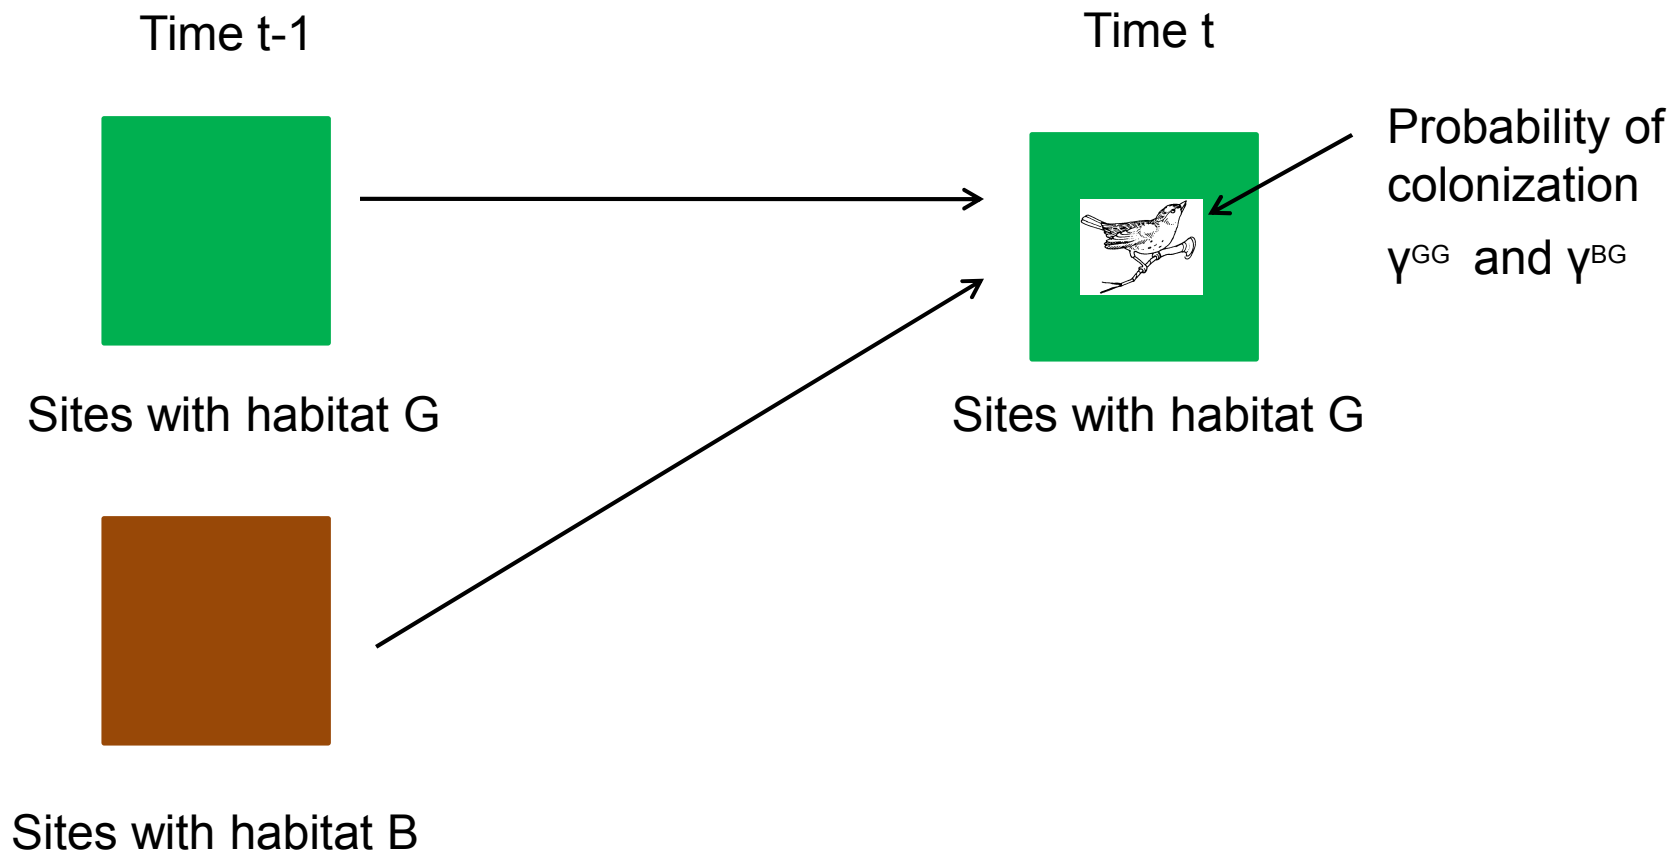 Time t-1
Time t
Probability of
colonization
γᴳᴳ and γᴮᴳ
Sites with habitat G
Sites with habitat G
Sites with habitat B